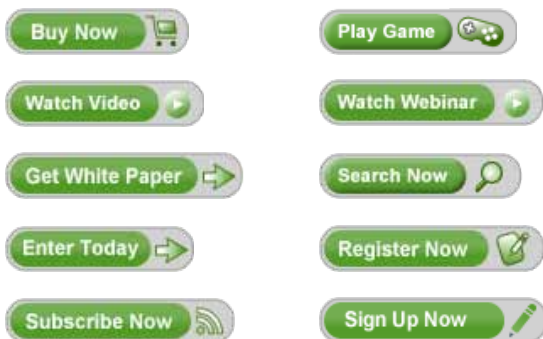 Buy Now
Play Game
Watch Video
Watch Webinar
Get White Paper
Search Now
Enter Today
Register Now
Subscribe Now
Sign Up Now